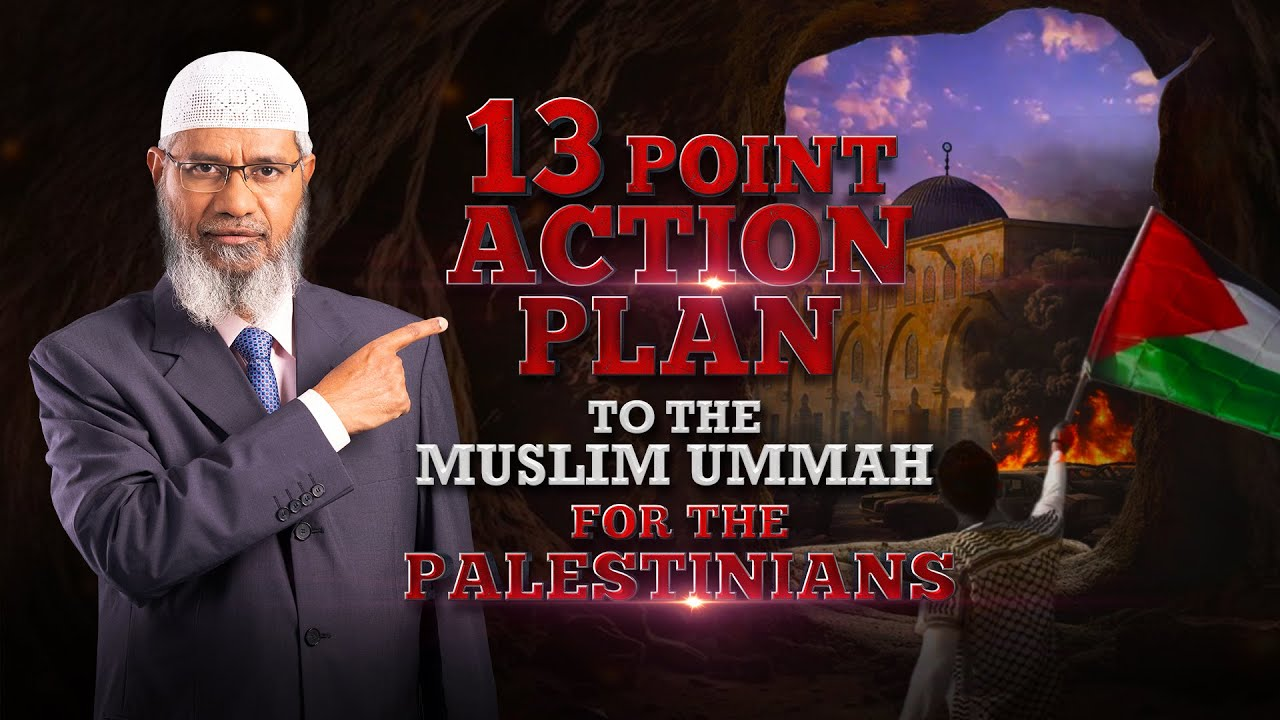 13 POINT
ACTION
PLAN
TO THE
MUSLIM UMMAH
FOR THE
PALESTINIANS